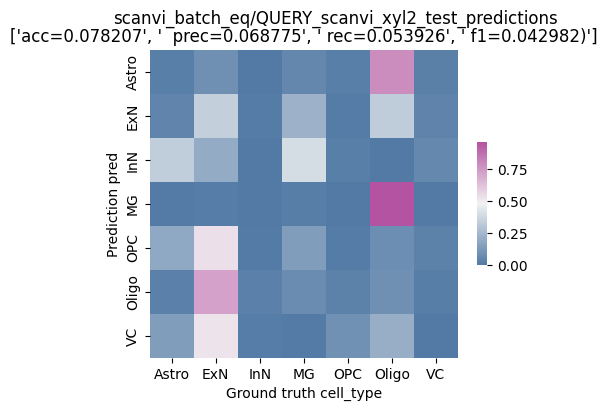 scanvi_batch_eq/QUERY_scanvi_xyl2_test_predictions
['acc=0.078207', '  prec=0.068775', ' rec=0.053926', ' f1=0.042982)']
Astro
ExN
InN
MG
OPC
Oligo
VC
Prediction pred
Astro ExN InN MG OPC Oligo VC
Ground truth cell_type
0.75
0.50
0.25
0.00